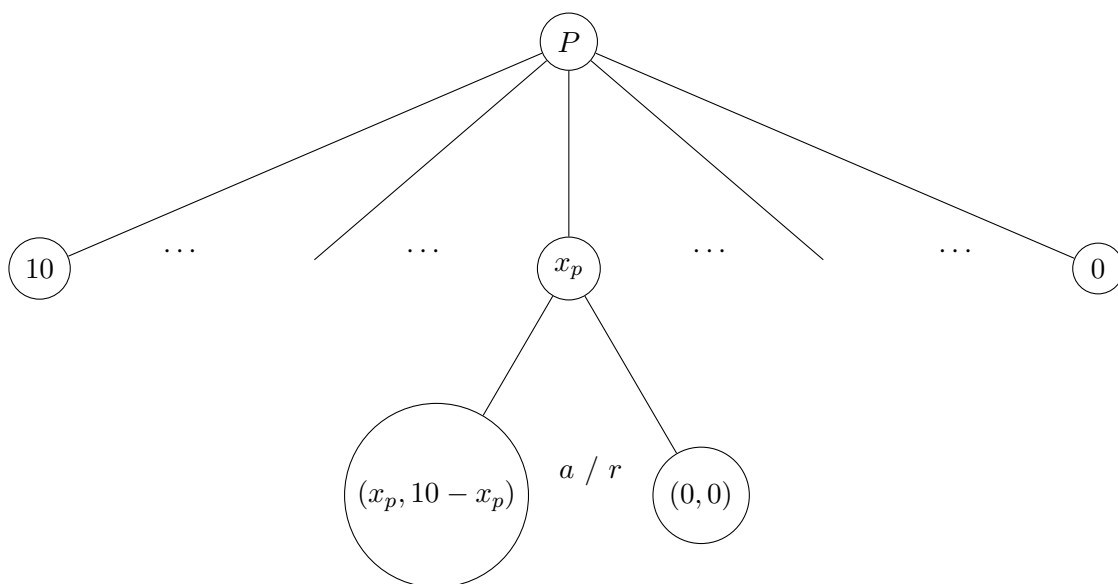 P
10 ... ... x_p ... ... 0
a / r
(x_p, 10 − x_p) (0, 0)